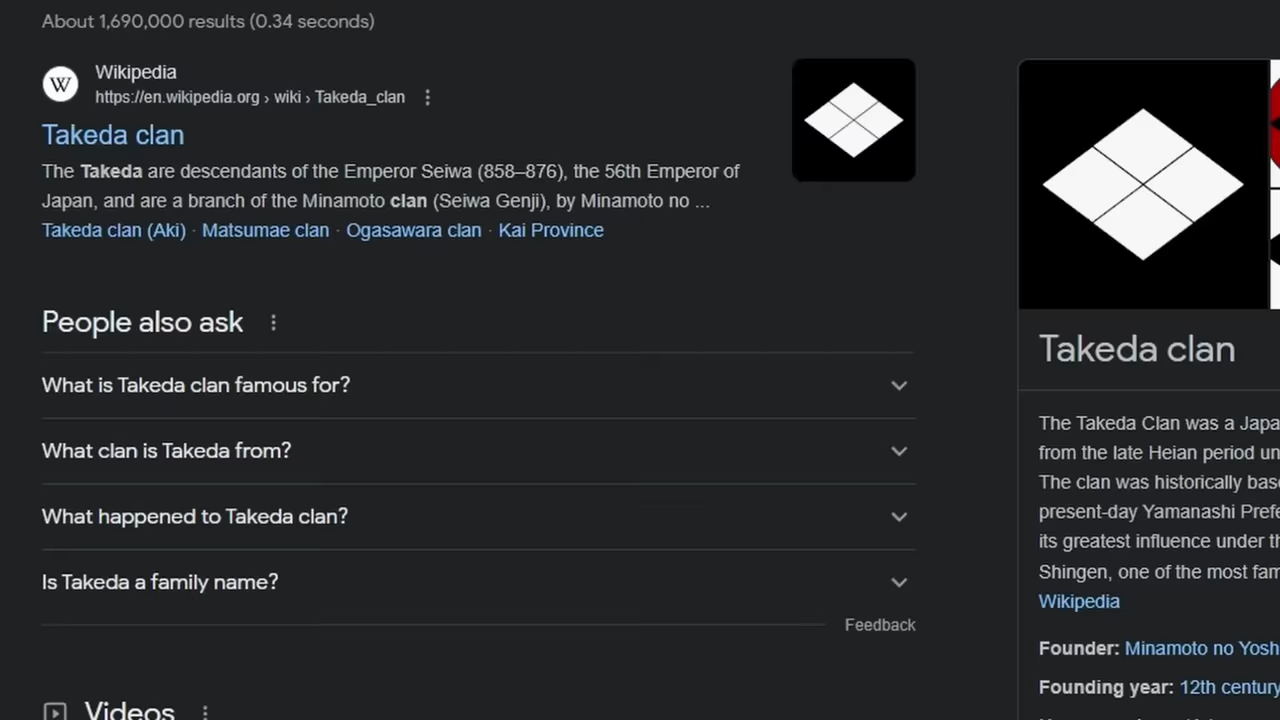 About 1,690,000 results (0.34 seconds)
W
Wikipedia
https://en.wikipedia.org › wiki › Takeda_clan
Takeda clan
The Takeda are descendants of the Emperor Seiwa (858–876), the 56th Emperor of
Japan, and are a branch of the Minamoto clan (Seiwa Genji), by Minamoto no ...
Takeda clan (Aki) · Matsumae clan · Ogasawara clan · Kai Province
People also ask
What is Takeda clan famous for?
What clan is Takeda from?
What happened to Takeda clan?
Is Takeda a family name?
Feedback
Videos
Takeda clan
The Takeda Clan was a Japa
from the late Heian period un
The clan was historically bas
present-day Yamanashi Prefe
its greatest influence under th
Shingen, one of the most fam
Wikipedia
Founder: Minamoto no Yosh
Founding year: 12th century